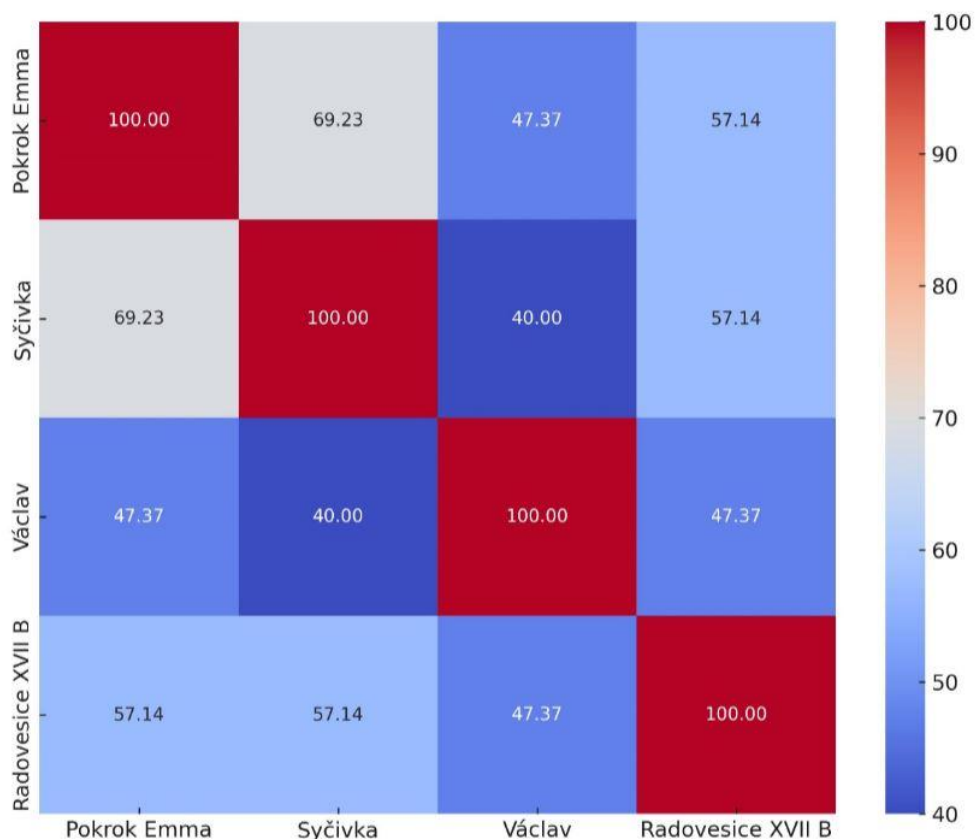 Pokrok Emma
100.00 69.23 47.37 57.14
Syčivka
69.23 100.00 40.00 57.14
Václav
47.37 40.00 100.00 47.37
Radovesice XVII B
57.14 57.14 47.37 100.00
Pokrok Emma Syčivka Václav Radovesice XVII B
100
90
80
70
60
50
40